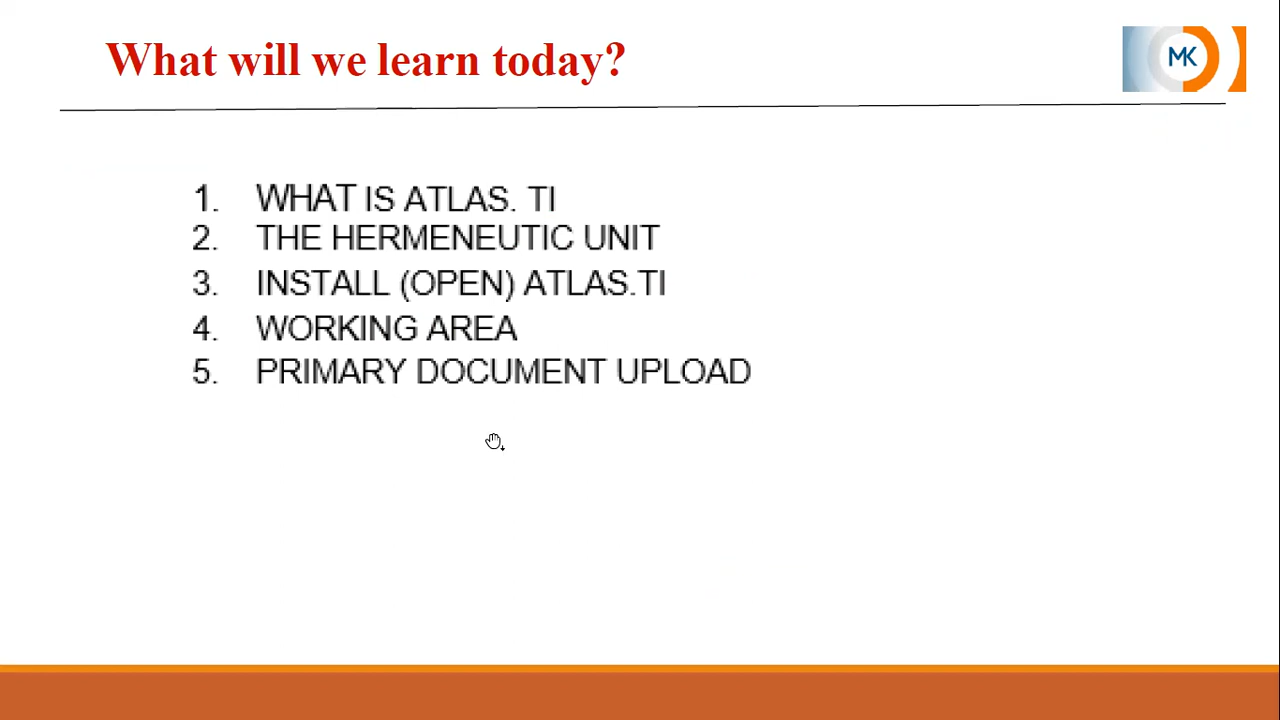 What will we learn today?
MK
1. WHAT IS ATLAS. TI
2. THE HERMENEUTIC UNIT
3. INSTALL (OPEN) ATLAS.TI
4. WORKING AREA
5. PRIMARY DOCUMENT UPLOAD